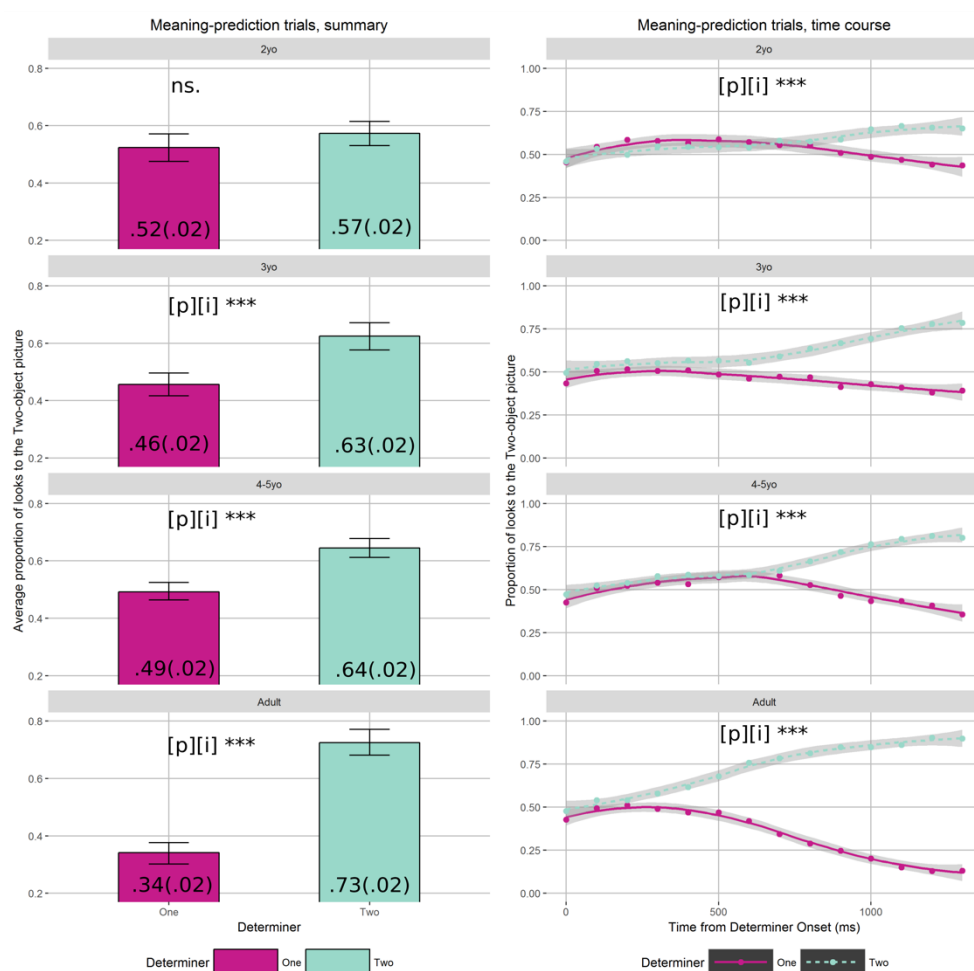 Meaning-prediction trials, summary
2yo
0.8
0.6
0.4
0.2
ns.
.52(.02)
.57(.02)
3yo
0.8
0.6
0.4
0.2
[p][i] ***
.46(.02)
.63(.02)
4-5yo
0.8
0.6
0.4
0.2
[p][i] ***
.49(.02)
.64(.02)
Adult
0.8
0.6
0.4
0.2
[p][i] ***
.34(.02)
.73(.02)
One
Two
Determiner
Average proportion of looks to the Two-object picture
Determiner One Two
Meaning-prediction trials, time course
2yo
1.00
0.75
0.50
0.25
0.00
[p][i] ***
3yo
1.00
0.75
0.50
0.25
0.00
[p][i] ***
4-5yo
1.00
0.75
0.50
0.25
0.00
[p][i] ***
Adult
1.00
0.75
0.50
0.25
0.00
[p][i] ***
0
500
1000
Time from Determiner Onset (ms)
Proportion of looks to the Two-object picture
Determiner One Two